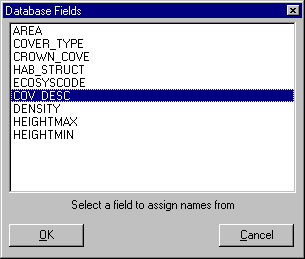 Database Fields
AREA
COVER_TYPE
CROWN_COVE
HAB_STRUCT
ECOSYSCODE
COV_DESC
DENSITY
HEIGHTMAX
HEIGHTMIN
Select a field to assign names from
OK
Cancel